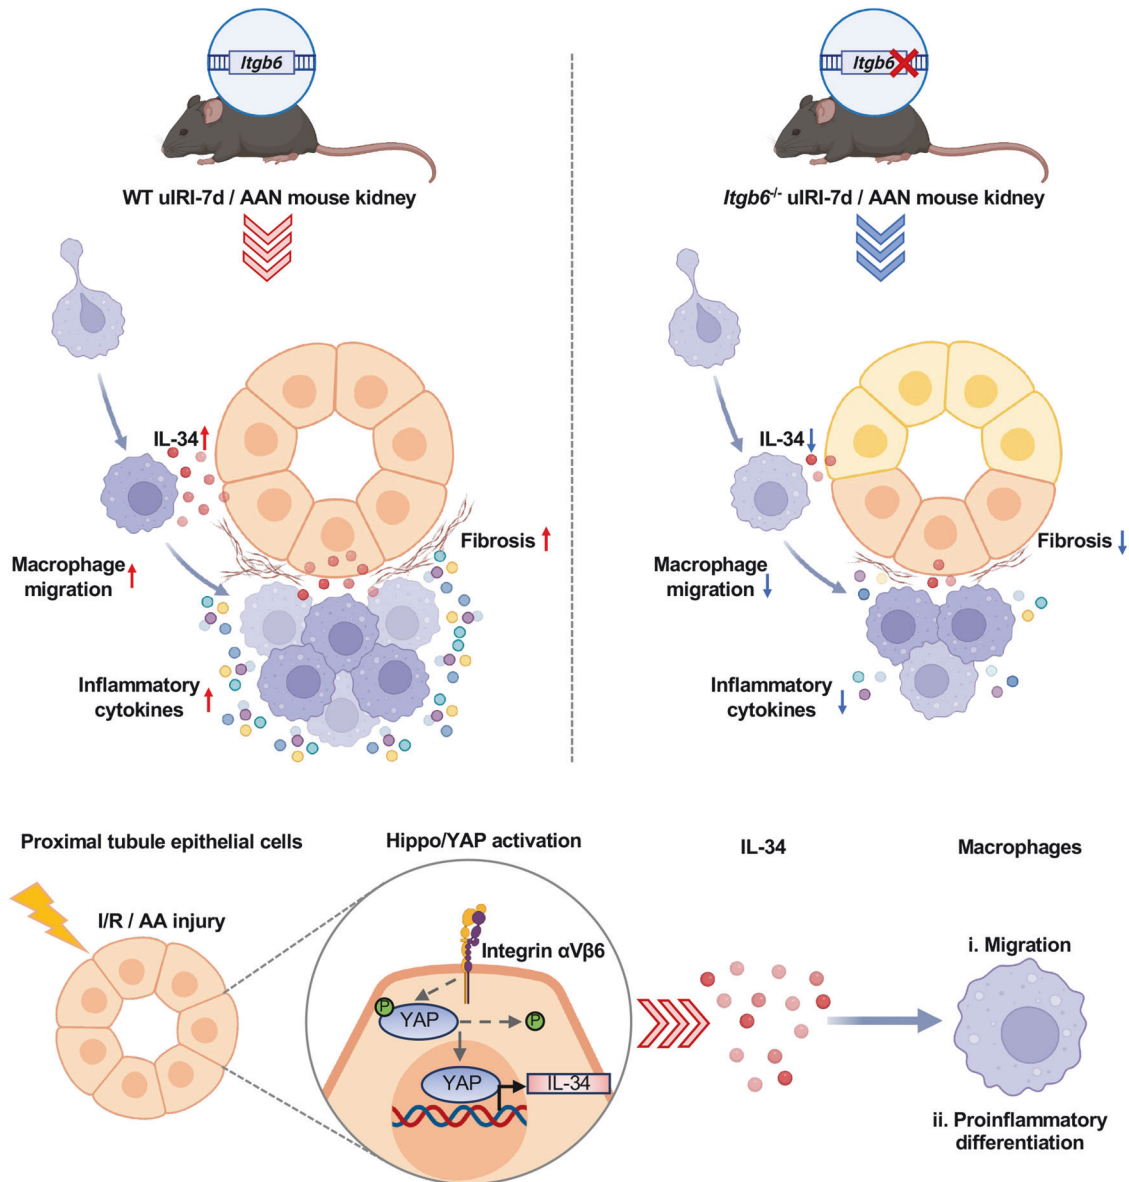 Itgb6
WT uIRI-7d / AAN mouse kidney
IL-34
Macrophage
migration
Fibrosis
Inflammatory
cytokines
Itgb6
Itgb6-/- uIRI-7d / AAN mouse kidney
IL-34
Macrophage
migration
Fibrosis
Inflammatory
cytokines
Proximal tubule epithelial cells
Hippo/YAP activation
IL-34
Macrophages
I/R / AA injury
Integrin αVβ6
P
YAP
P
YAP
IL-34
i. Migration
ii. Proinflammatory
differentiation